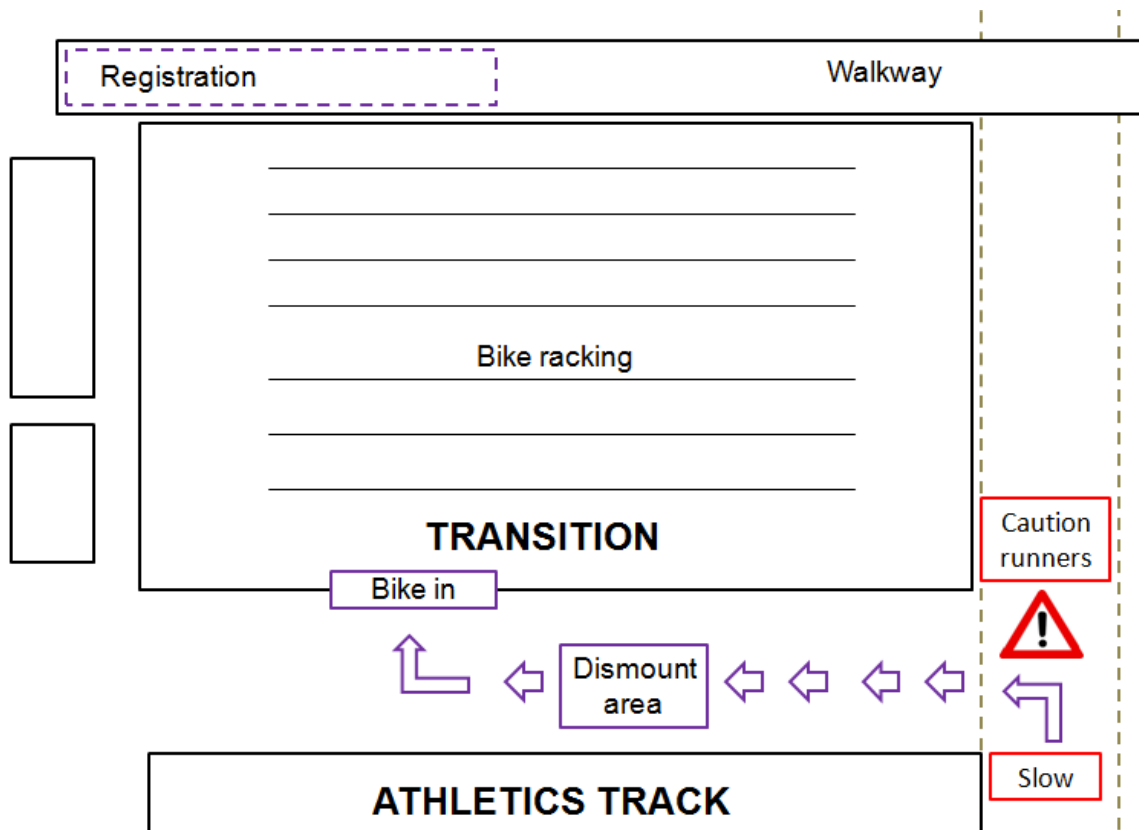 Registration
Walkway
Bike racking
TRANSITION
Caution
runners
Bike in
Dismount
area
Slow
ATHLETICS TRACK